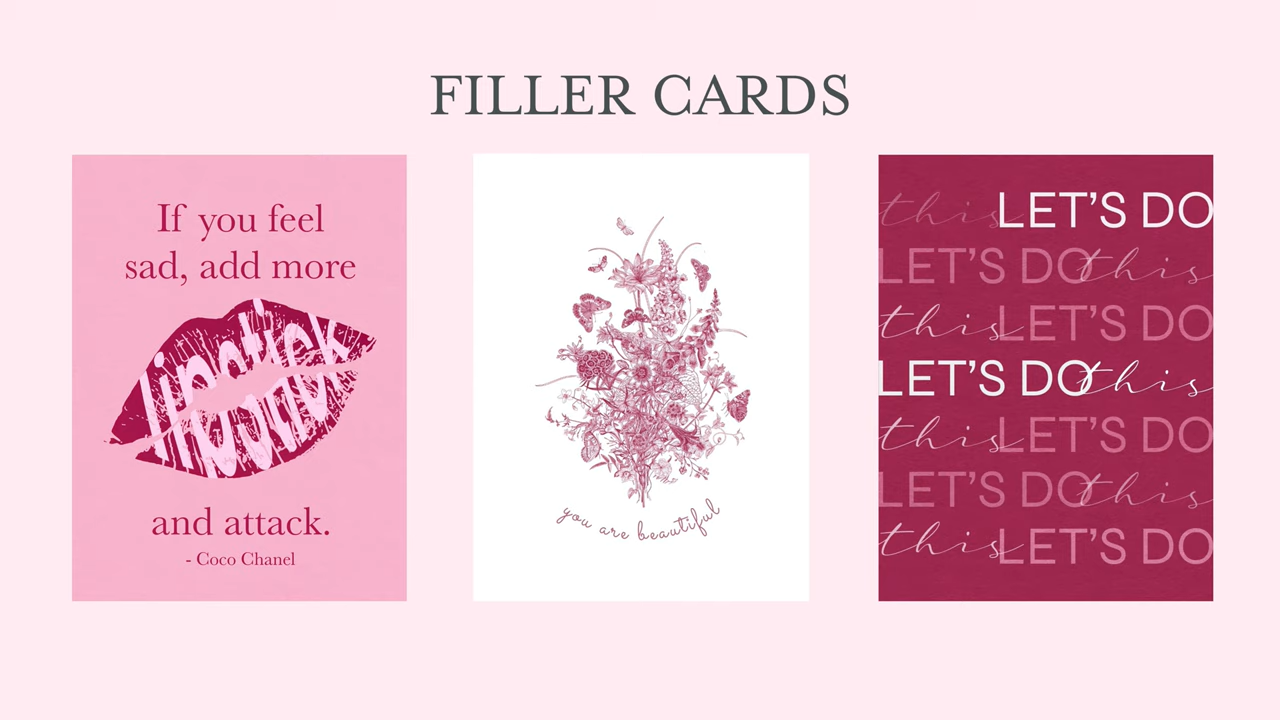 FILLER CARDS
If you feel
sad, add more
lipstick
and attack.
- Coco Chanel
you are beautiful
this LET'S DO
LET'S DO this
this LET'S DO
LET'S DO this
this LET'S DO
LET'S DO this
this LET'S DO